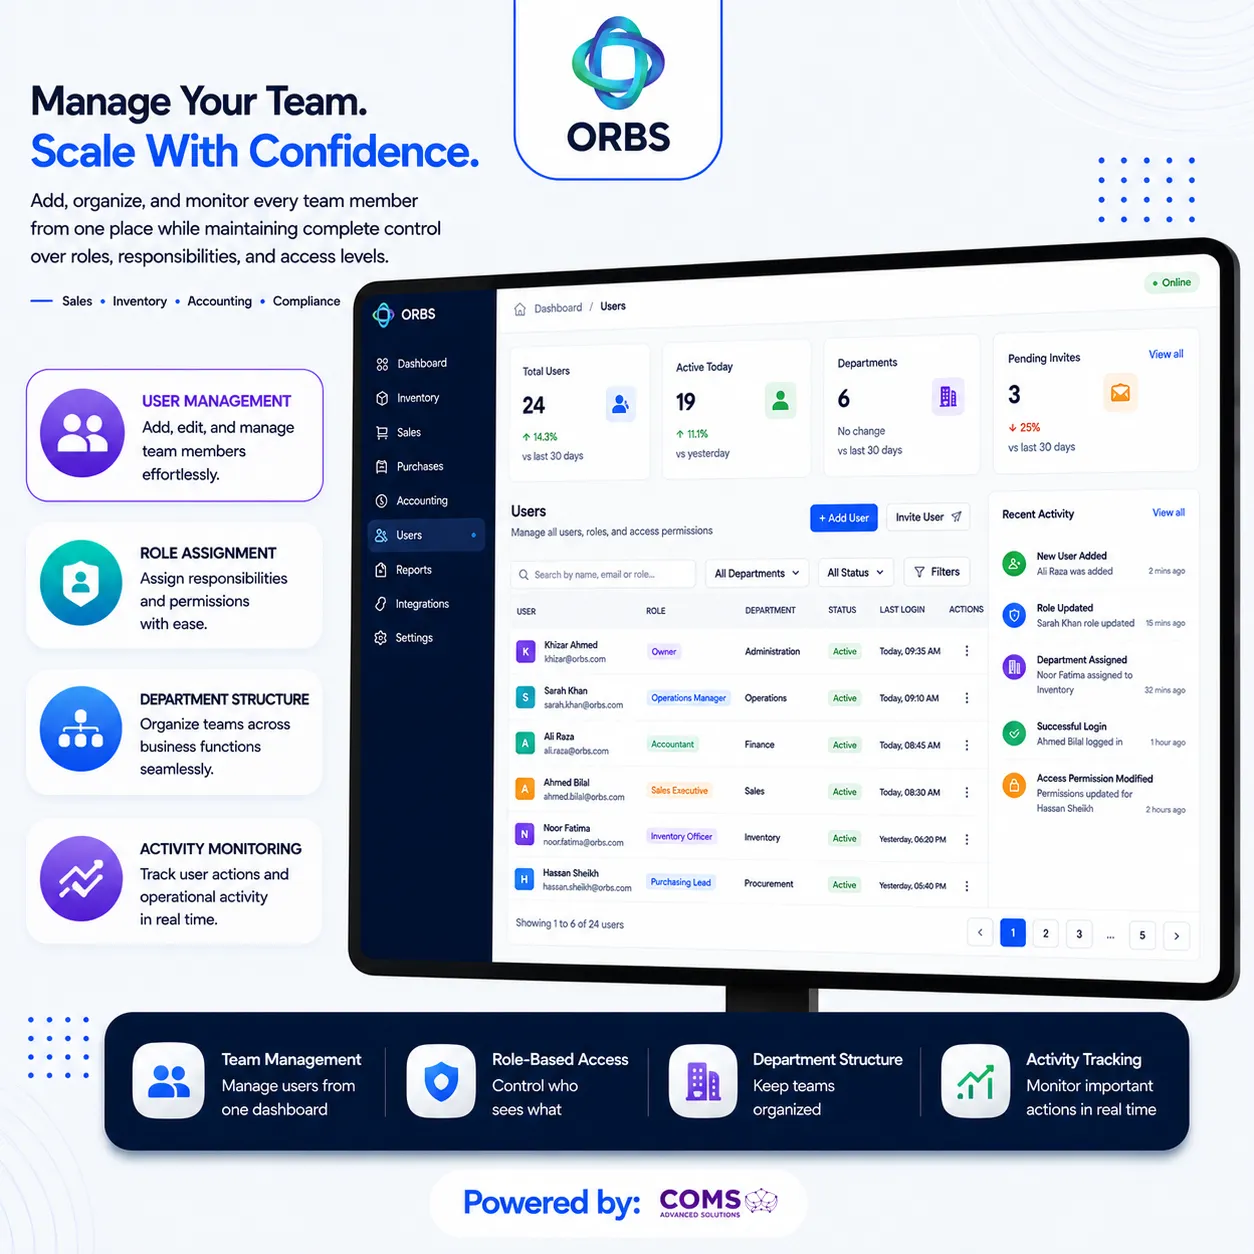 ORBS
Manage Your Team.
Scale With Confidence.
Add, organize, and monitor every team member
from one place while maintaining complete control
over roles, responsibilities, and access levels.
Sales • Inventory • Accounting • Compliance
USER MANAGEMENT
Add, edit, and manage
team members
effortlessly.
ROLE ASSIGNMENT
Assign responsibilities
and permissions
with ease.
DEPARTMENT STRUCTURE
Organize teams across
business functions
seamlessly.
ACTIVITY MONITORING
Track user actions and
operational activity
in real time.
ORBS
Dashboard
Inventory
Sales
Purchases
Accounting
Users
Reports
Integrations
Settings
Dashboard / Users
Online
Total Users
24
↑ 14.3%
vs last 30 days
Active Today
19
↑ 11.1%
vs yesterday
Departments
6
No change
vs last 30 days
Pending Invites View all
3
↓ 25%
vs last 30 days
Users
Manage all users, roles, and access permissions
+ Add User
Invite User
Search by name, email or role...
All Departments
All Status
Filters
USER ROLE DEPARTMENT STATUS LAST LOGIN ACTIONS
K Khizar Ahmed Owner Administration Active Today, 09:35 AM
khizar@orbs.com
S Sarah Khan Operations Manager Operations Active Today, 09:10 AM
sarah.khan@orbs.com
A Ali Raza Accountant Finance Active Today, 08:45 AM
ali.raza@orbs.com
A Ahmed Bilal Sales Executive Sales Active Today, 08:30 AM
ahmed.bilal@orbs.com
N Noor Fatima Inventory Officer Inventory Active Yesterday, 06:20 PM
noor.fatima@orbs.com
H Hassan Sheikh Purchasing Lead Procurement Active Yesterday, 05:40 PM
hassan.sheikh@orbs.com
Showing 1 to 6 of 24 users
‹ 1 2 3 ... 5 ›
Recent Activity View all
New User Added
Ali Raza was added 2 mins ago
Role Updated
Sarah Khan role updated 15 mins ago
Department Assigned
Noor Fatima assigned to
Inventory 32 mins ago
Successful Login
Ahmed Bilal logged in 1 hour ago
Access Permission Modified
Permissions updated for
Hassan Sheikh 2 hours ago
Team Management
Manage users from
one dashboard
Role-Based Access
Control who
sees what
Department Structure
Keep teams
organized
Activity Tracking
Monitor important
actions in real time
Powered by: COMS
ADVANCED SOLUTIONS